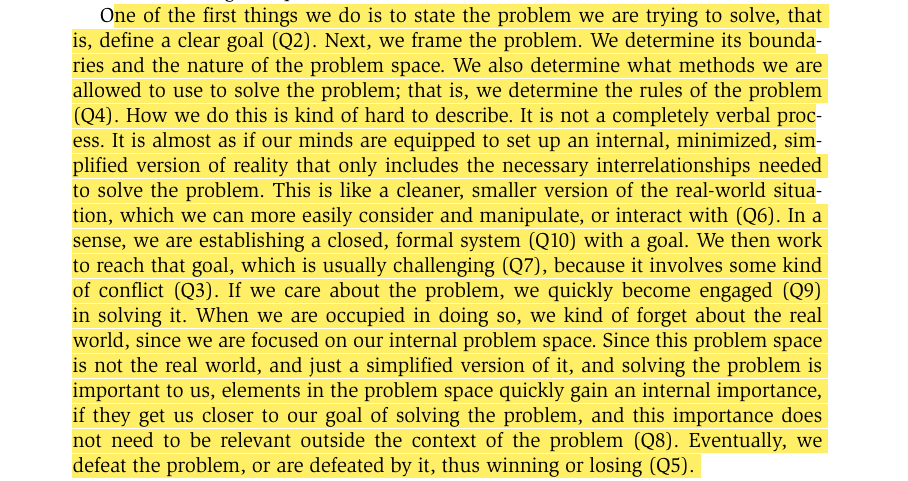 One of the first things we do is to state the problem we are trying to solve, that
is, define a clear goal (Q2). Next, we frame the problem. We determine its bounda-
ries and the nature of the problem space. We also determine what methods we are
allowed to use to solve the problem; that is, we determine the rules of the problem
(Q4). How we do this is kind of hard to describe. It is not a completely verbal proc-
ess. It is almost as if our minds are equipped to set up an internal, minimized, sim-
plified version of reality that only includes the necessary interrelationships needed
to solve the problem. This is like a cleaner, smaller version of the real-world situa-
tion, which we can more easily consider and manipulate, or interact with (Q6). In a
sense, we are establishing a closed, formal system (Q10) with a goal. We then work
to reach that goal, which is usually challenging (Q7), because it involves some kind
of conflict (Q3). If we care about the problem, we quickly become engaged (Q9)
in solving it. When we are occupied in doing so, we kind of forget about the real
world, since we are focused on our internal problem space. Since this problem space
is not the real world, and just a simplified version of it, and solving the problem is
important to us, elements in the problem space quickly gain an internal importance,
if they get us closer to our goal of solving the problem, and this importance does
not need to be relevant outside the context of the problem (Q8). Eventually, we
defeat the problem, or are defeated by it, thus winning or losing (Q5).